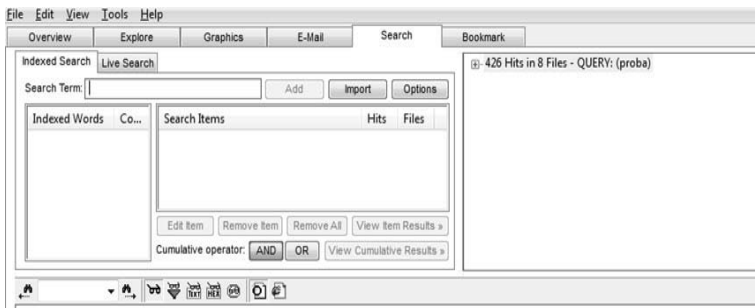 File Edit View Tools Help
Overview Explore Graphics E-Mail Search Bookmark
Indexed Search Live Search
Search Term: Add Import Options
Indexed Words Co... Search Items Hits Files
Edit Item Remove Item Remove All View Item Results »
Cumulative operator: AND OR View Cumulative Results »
426 Hits in 8 Files - QUERY: (proba)
TEXT HEX